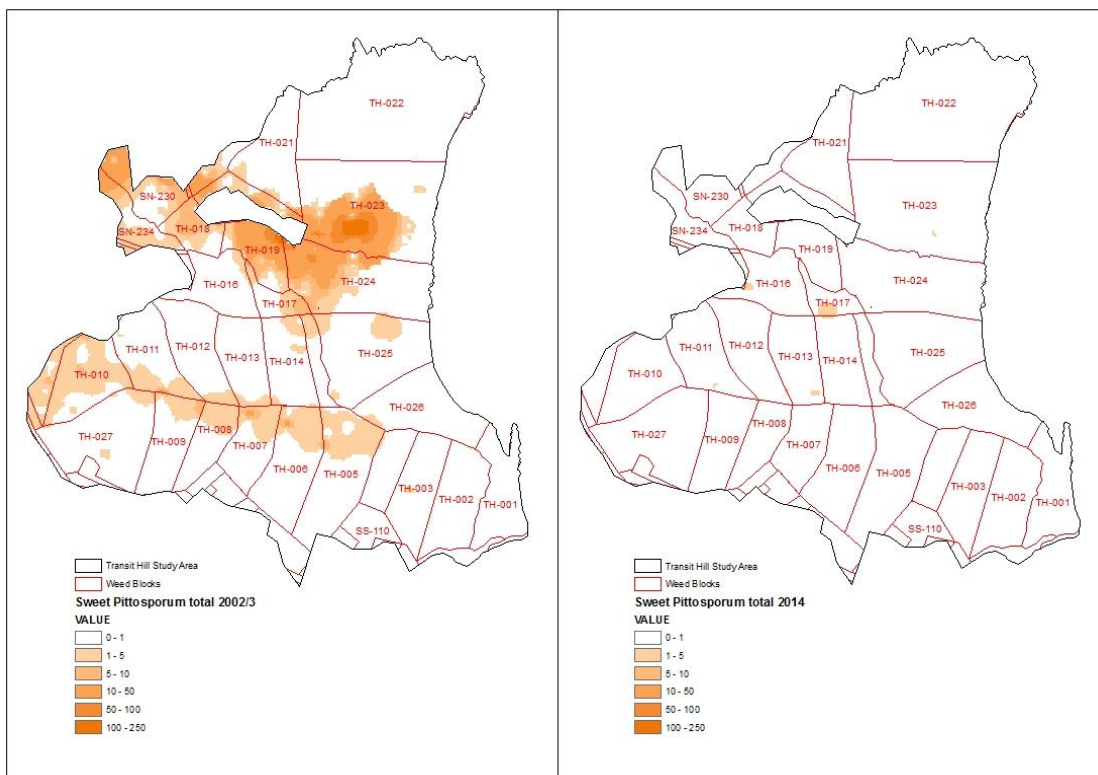 TH-022
TH-021
SN-230
TH-023
SN-234
TH-018
TH-019
TH-024
TH-016
TH-017
TH-011
TH-012
TH-013
TH-014
TH-025
TH-010
TH-026
TH-027
TH-009
TH-008
TH-007
TH-006
TH-005
TH-003
TH-002
TH-001
SS-110
Transit Hill Study Area
Weed Blocks
Sweet Pittosporum total 2002/3
VALUE
0 - 1
1 - 5
5 - 10
10 - 50
50 - 100
100 - 250
TH-022
TH-021
SN-230
TH-023
SN-234
TH-018
TH-019
TH-024
TH-016
TH-017
TH-011
TH-012
TH-013
TH-014
TH-025
TH-010
TH-026
TH-027
TH-009
TH-008
TH-007
TH-006
TH-005
TH-003
TH-002
TH-001
SS-110
Transit Hill Study Area
Weed Blocks
Sweet Pittosporum total 2014
VALUE
0 - 1
1 - 5
5 - 10
10 - 50
50 - 100
100 - 250